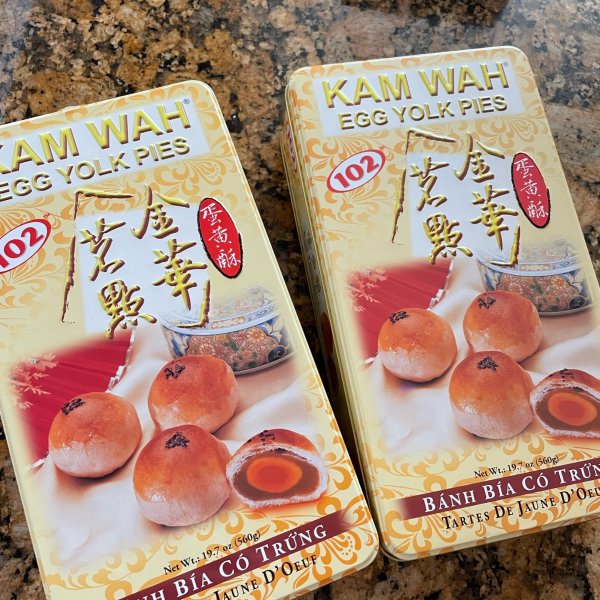 KAM WAH®
EGG YOLK PIES
102
金華
茗點
蛋黃酥
Net Wt.: 19.7 oz (560g)
BÁNH BÍA CÓ TRỨNG
JAUNE D'OEUF
KAM WAH®
EGG YOLK PIES
102
金華
茗點
蛋黃酥
Net Wt.: 19.7 oz (560g)
BÁNH BÍA CÓ TRỨNG
TARTES DE JAUNE D'OEUF